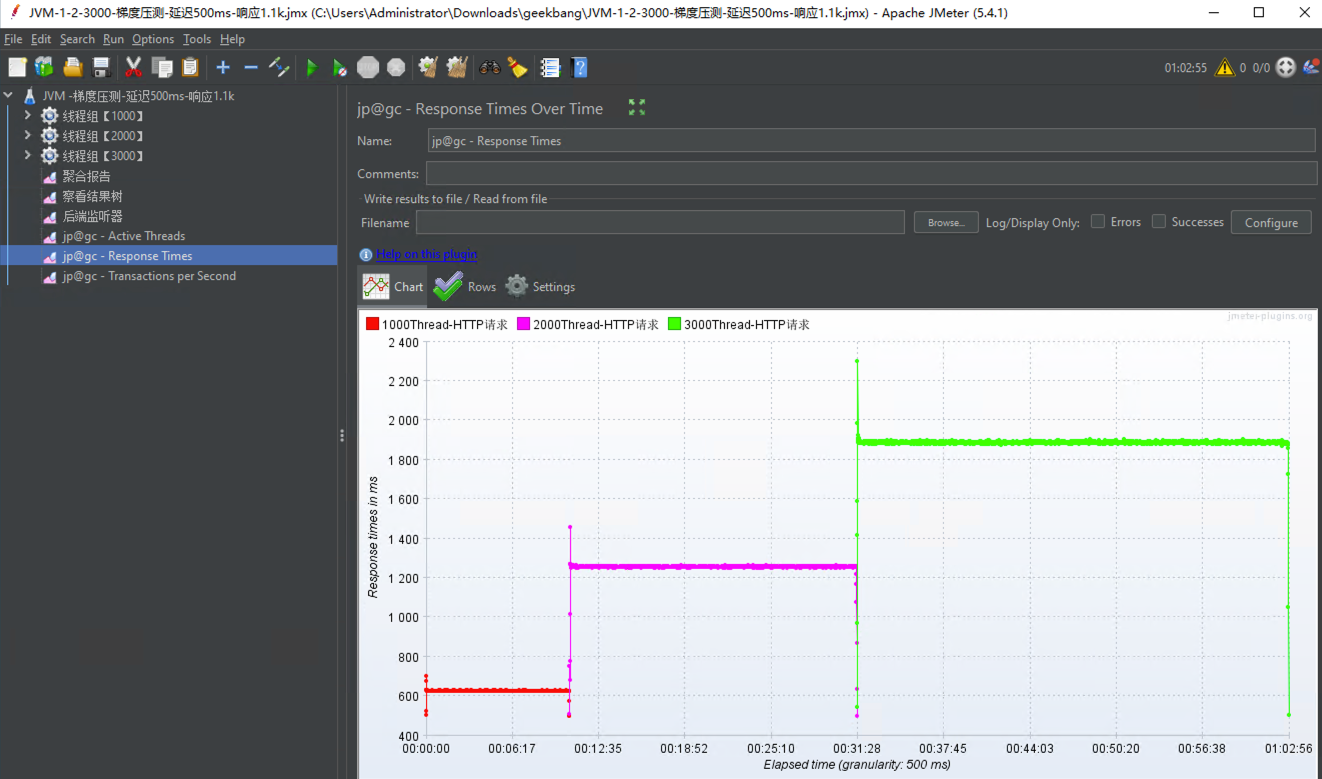 JVM-1-2-3000-梯度压测-延迟500ms-响应1.1k.jmx (C:\Users\Administrator\Downloads\geekbang\JVM-1-2-3000-梯度压测-延迟500ms-响应1.1k.jmx) - Apache JMeter (5.4.1)
File Edit Search Run Options Tools Help
01:02:55 0 0/0
JVM -梯度压测-延迟500ms-响应1.1k
线程组【1000】
线程组【2000】
线程组【3000】
聚合报告
察看结果树
后端监听器
jp@gc - Active Threads
jp@gc - Response Times
jp@gc - Transactions per Second
jp@gc - Response Times Over Time
Name: jp@gc - Response Times
Comments:
Write results to file / Read from file
Filename Browse... Log/Display Only: Errors Successes Configure
Help on this plugin
Chart Rows Settings
1000Thread-HTTP请求 2000Thread-HTTP请求 3000Thread-HTTP请求
jmeter-plugins.org
2 400
2 200
2 000
1 800
1 600
1 400
1 200
1 000
800
600
400
Response times in ms
00:00:00 00:06:17 00:12:35 00:18:52 00:25:10 00:31:28 00:37:45 00:44:03 00:50:20 00:56:38 01:02:56
Elapsed time (granularity: 500 ms)